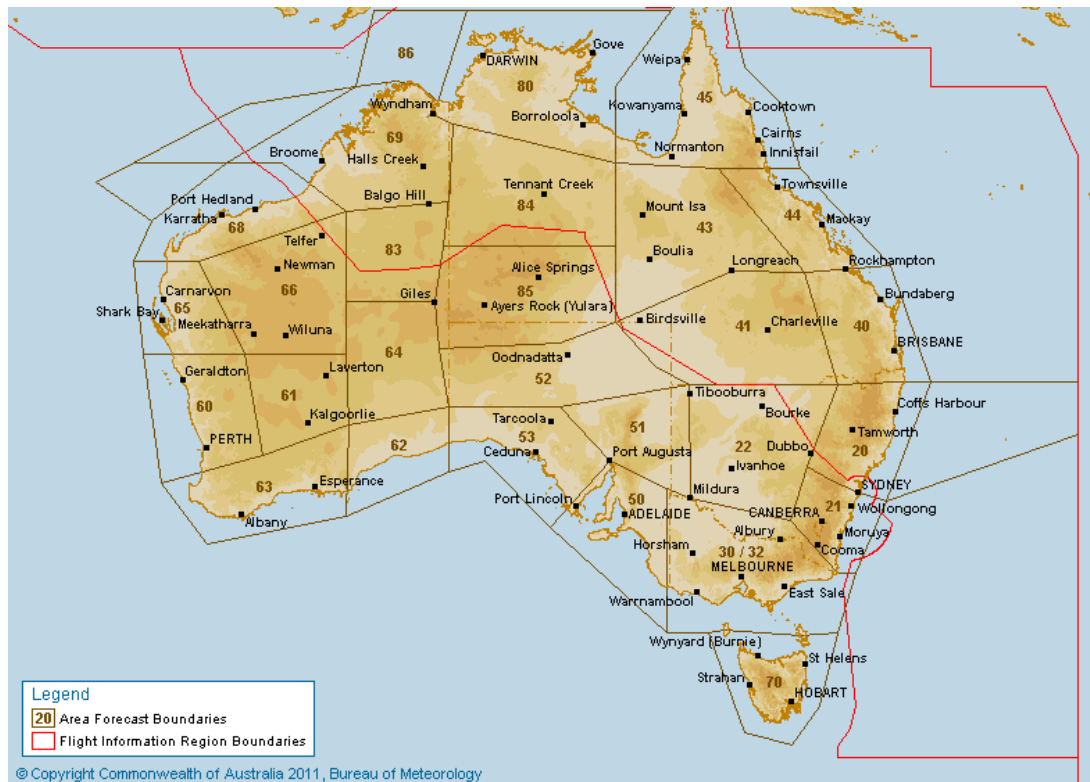 86
DARWIN
Gove
Weipa
80
45
Wyndham
Kowanyama
Cooktown
Borroloola
69
Cairns
Innisfail
Broome
Halls Creek
Normanton
Tennant Creek
Townsville
Port Hedland
Balgo Hill
84
Mount Isa
44
Karratha
68
43
Mackay
Telfer
83
Boulia
Newman
Alice Springs
Longreach
Rockhampton
66
85
Carnarvon
Giles
Ayers Rock (Yulara)
Bundaberg
65
Shark Bay
Birdsville
41
Charleville
40
Meekatharra
Wiluna
64
BRISBANE
Oodnadatta
Geraldton
Laverton
52
Tibooburra
61
Bourke
Coffs Harbour
60
Kalgoorlie
Tarcoola
51
Tamworth
PERTH
53
22
Dubbo
62
Ceduna
Port Augusta
20
Ivanhoe
63
Esperance
SYDNEY
Port Lincoln
50
Mildura
21
Wollongong
Albany
ADELAIDE
CANBERRA
Albury
Moruya
Horsham
30 / 32
Cooma
MELBOURNE
East Sale
Warrnambool
Wynyard (Burnie)
St Helens
Strahan
70
HOBART
Legend
20 Area Forecast Boundaries
Flight Information Region Boundaries
© Copyright Commonwealth of Australia 2011, Bureau of Meteorology